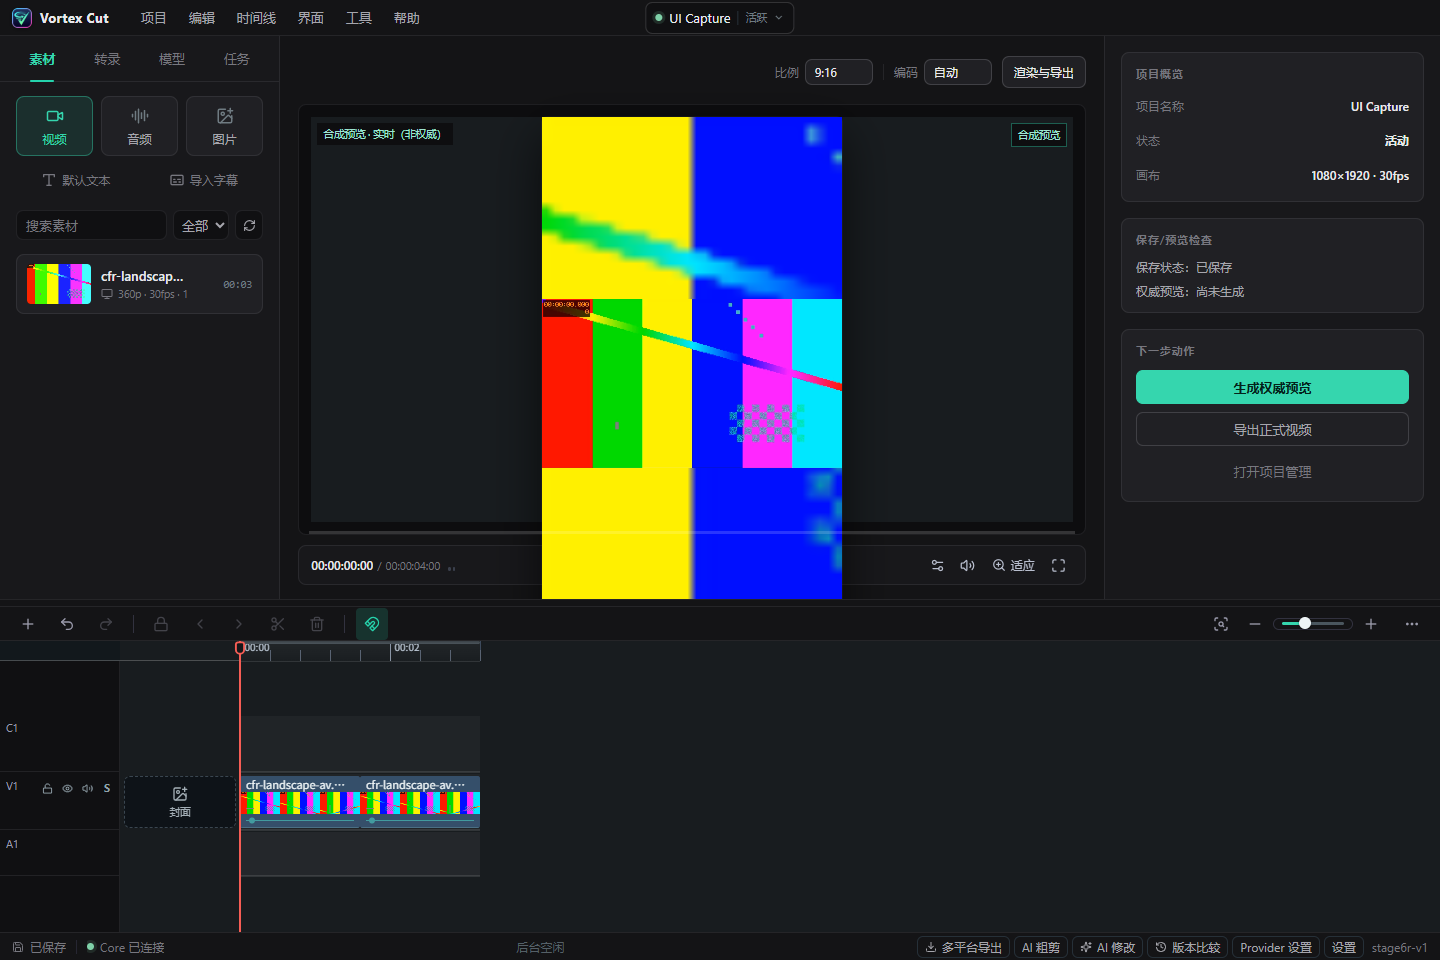 Vortex Cut 项目 编辑 时间线 界面 工具 帮助
UI Capture 活跃
素材 转录 模型 任务
视频 音频 图片
默认文本 导入字幕
搜索素材 全部
cfr-landscap...
360p · 30fps · 1
00:03
比例 9:16 编码 自动 渲染与导出
合成预览 · 实时（非权威）
合成预览
00:00:00.000
0
00:00:00:00 / 00:00:04:00
适应
项目概览
项目名称 UI Capture
状态 活动
画布 1080×1920 · 30fps
保存/预览检查
保存状态：已保存
权威预览：尚未生成
下一步动作
生成权威预览
导出正式视频
打开项目管理
00:00 00:02
C1
V1 S
封面
cfr-landscape-av.··· cfr-landscape-av.···
A1
已保存 Core 已连接 后台空闲 多平台导出 AI 粗剪 AI 修改 版本比较 Provider 设置 设置 stage6r-v1